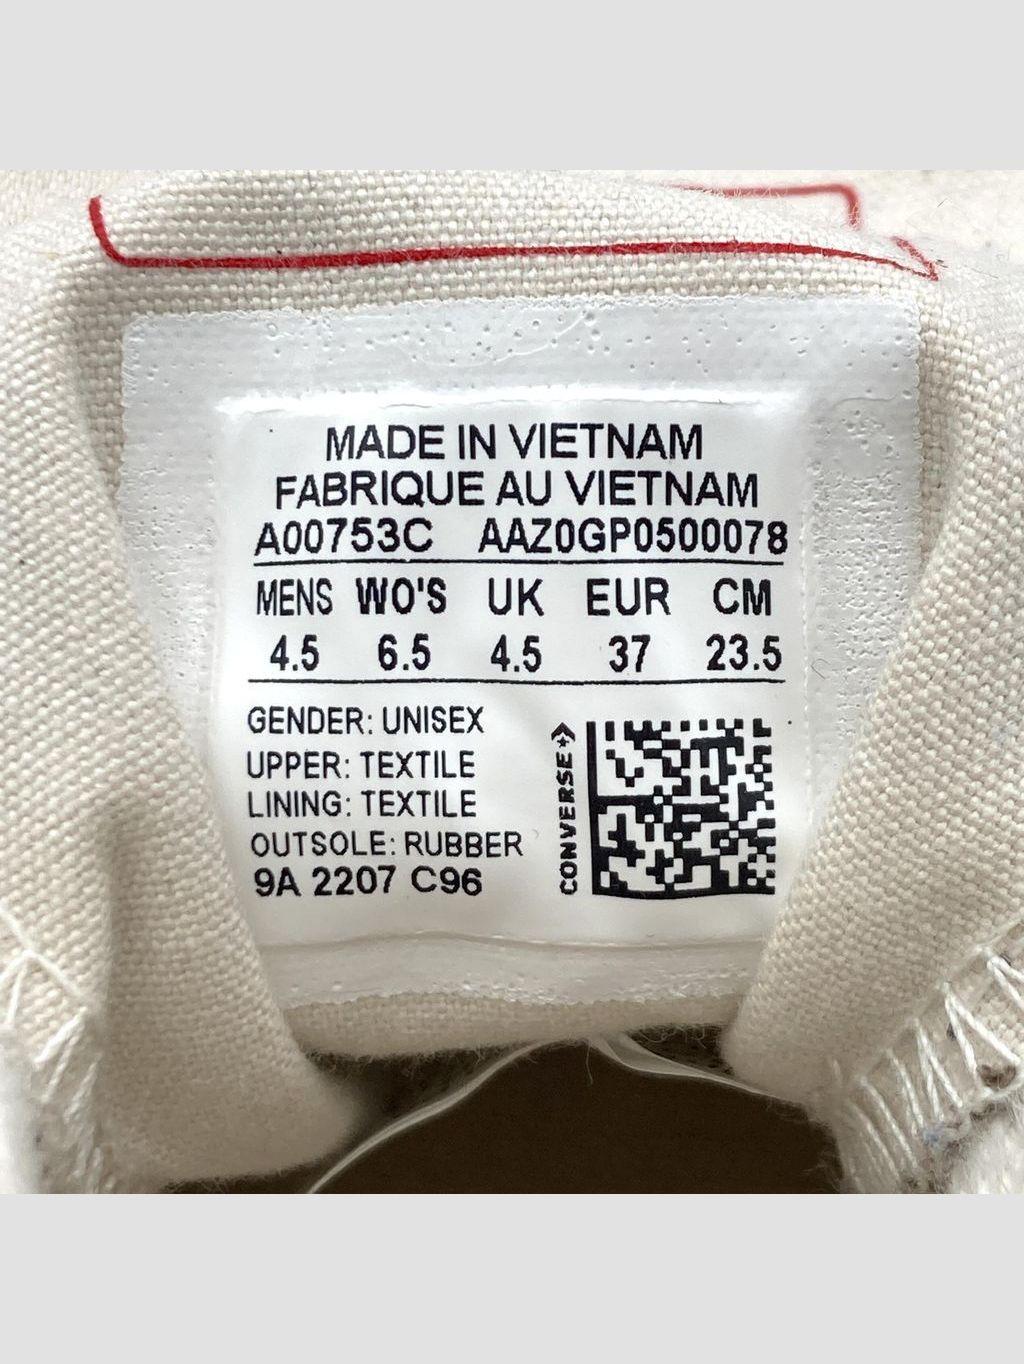 MADE IN VIETNAM
FABRIQUE AU VIETNAM
A00753C AAZ0GP0500078
MENS WO'S UK EUR CM
4.5 6.5 4.5 37 23.5
GENDER: UNISEX
UPPER: TEXTILE
LINING: TEXTILE
OUTSOLE: RUBBER
9A 2207 C96
CONVERSE